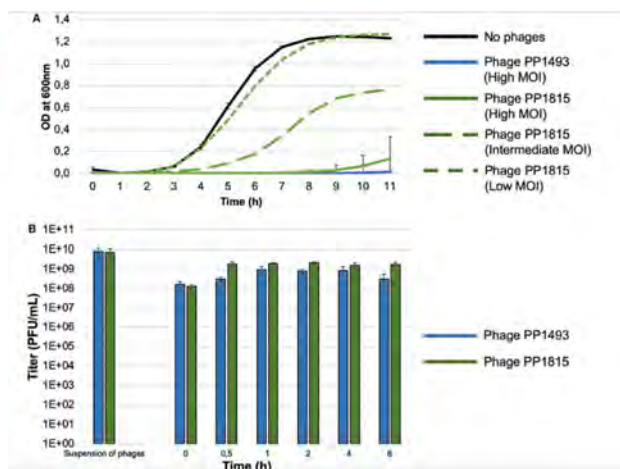 A
1,4
1,2
1,0
0,8
0,6
0,4
0,2
0,0
OD at 600nm
0 1 2 3 4 5 6 7 8 9 10 11
Time (h)
No phages
Phage PP1493
(High MOI)
Phage PP1815
(High MOI)
Phage PP1815
(Intermediate MOI)
Phage PP1815
(Low MOI)
B
1E+11
1E+10
1E+09
1E+08
1E+07
1E+06
1E+05
1E+04
1E+03
1E+02
1E+01
1E+00
Titer (PFU/mL)
Suspension of phages 0 0,5 1 2 4 6
Time (h)
Phage PP1493
Phage PP1815